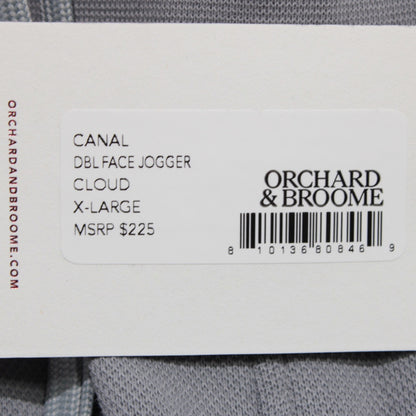 ORCHARDANDBROOME.COM
CANAL
DBL FACE JOGGER
CLOUD
X-LARGE
MSRP $225
ORCHARD
& BROOME
8 10136 80846 9